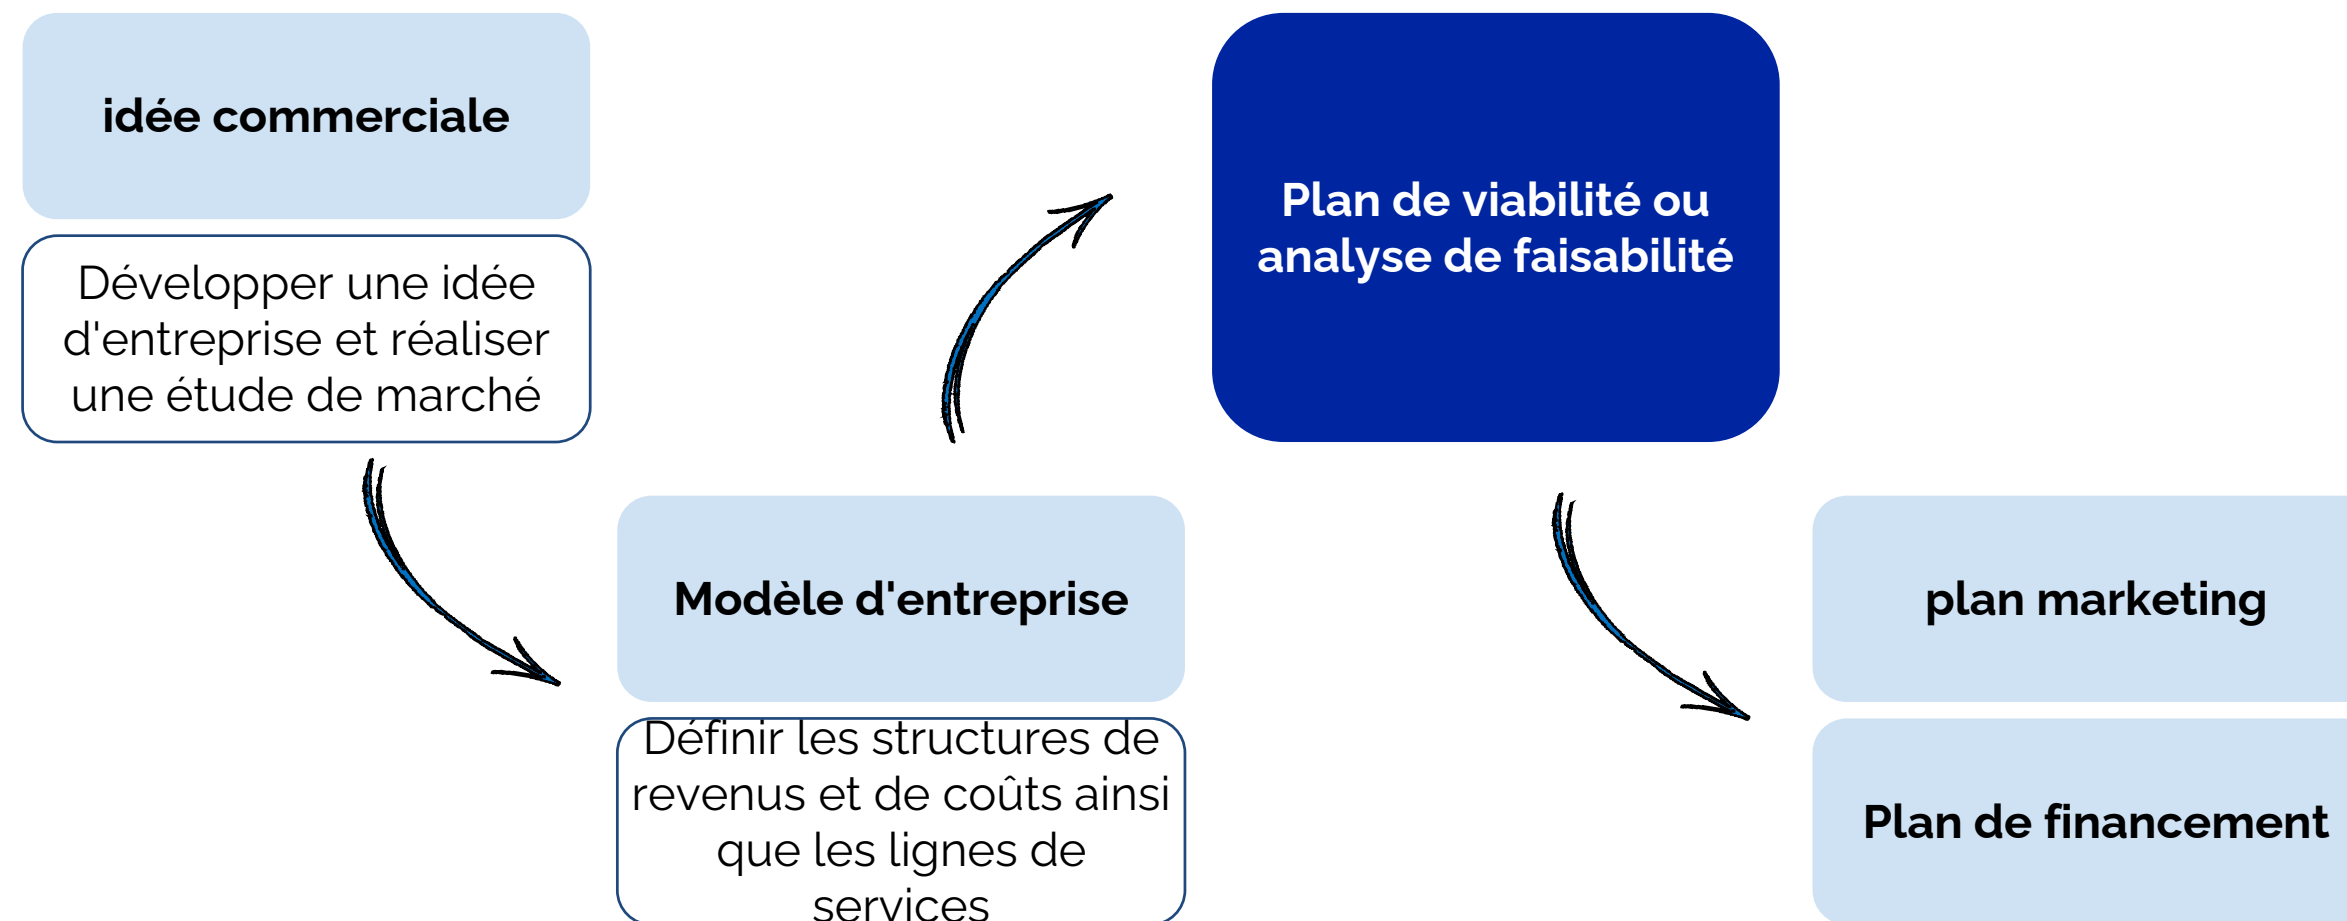 idée commerciale
Développer une idée
d'entreprise et réaliser
une étude de marché
Modèle d'entreprise
Définir les structures de
revenus et de coûts ainsi
que les lignes de
services
Plan de viabilité ou
analyse de faisabilité
plan marketing
Plan de financement